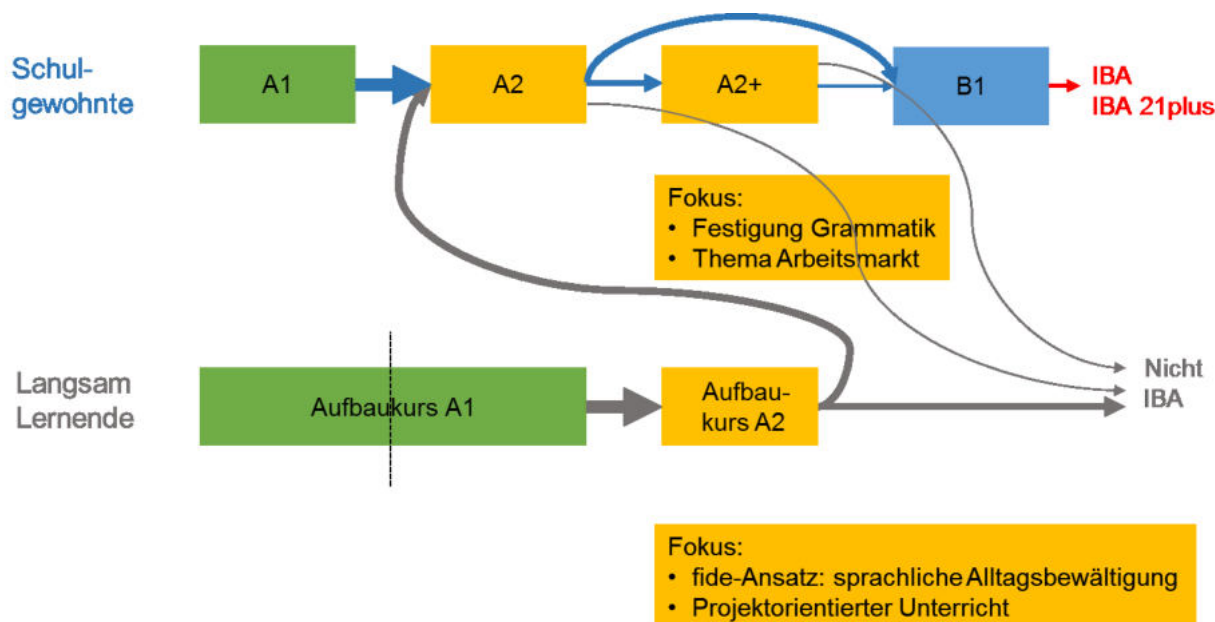 Schul-
gewohnte
A1
A2
A2+
B1
IBA
IBA 21plus
Fokus:
• Festigung Grammatik
• Thema Arbeitsmarkt
Langsam
Lernende
Aufbaukurs A1
Aufbau-
kurs A2
Nicht
IBA
Fokus:
• fide-Ansatz: sprachliche Alltagsbewältigung
• Projektorientierter Unterricht